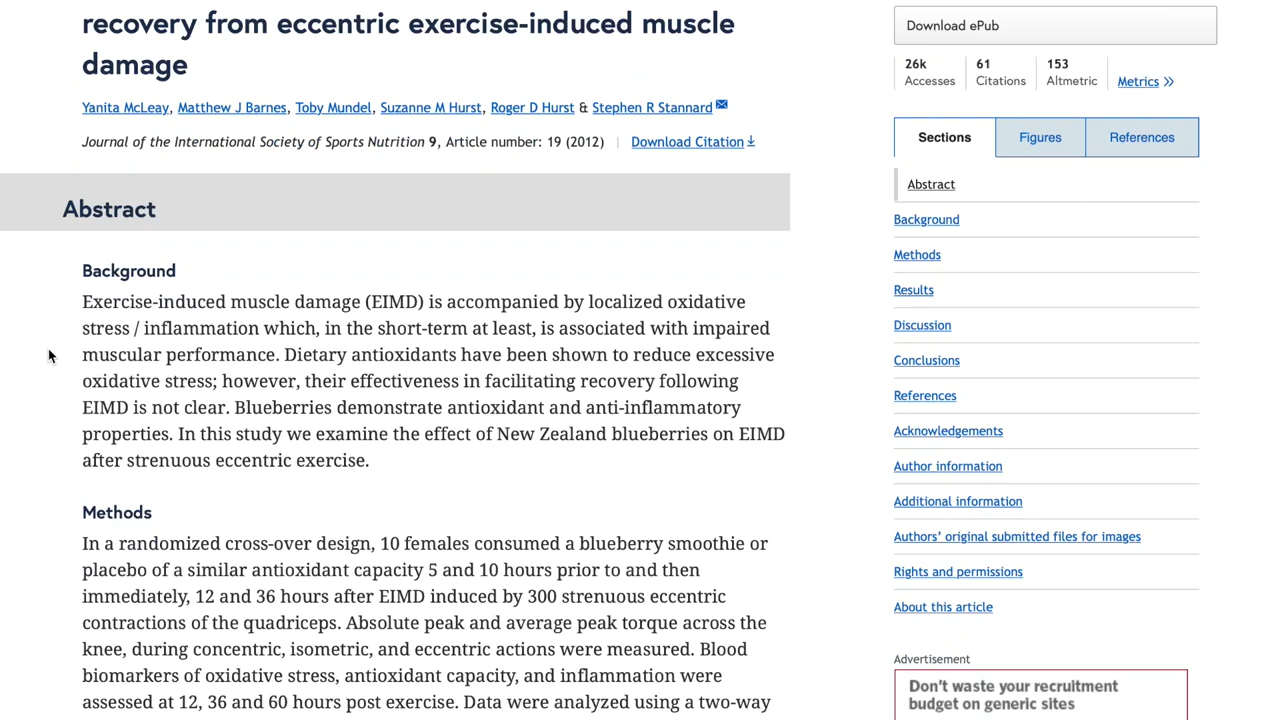 recovery from eccentric exercise-induced muscle
damage
Yanita McLeay, Matthew J Barnes, Toby Mundel, Suzanne M Hurst, Roger D Hurst & Stephen R Stannard
Journal of the International Society of Sports Nutrition 9, Article number: 19 (2012) | Download Citation
Abstract
Background
Exercise-induced muscle damage (EIMD) is accompanied by localized oxidative
stress / inflammation which, in the short-term at least, is associated with impaired
muscular performance. Dietary antioxidants have been shown to reduce excessive
oxidative stress; however, their effectiveness in facilitating recovery following
EIMD is not clear. Blueberries demonstrate antioxidant and anti-inflammatory
properties. In this study we examine the effect of New Zealand blueberries on EIMD
after strenuous eccentric exercise.
Methods
In a randomized cross-over design, 10 females consumed a blueberry smoothie or
placebo of a similar antioxidant capacity 5 and 10 hours prior to and then
immediately, 12 and 36 hours after EIMD induced by 300 strenuous eccentric
contractions of the quadriceps. Absolute peak and average peak torque across the
knee, during concentric, isometric, and eccentric actions were measured. Blood
biomarkers of oxidative stress, antioxidant capacity, and inflammation were
assessed at 12, 36 and 60 hours post exercise. Data were analyzed using a two-way
Download ePub
26k 61 153
Accesses Citations Altmetric Metrics
Sections Figures References
Abstract
Background
Methods
Results
Discussion
Conclusions
References
Acknowledgements
Author information
Additional information
Authors’ original submitted files for images
Rights and permissions
About this article
Advertisement
Don't waste your recruitment
budget on generic sites